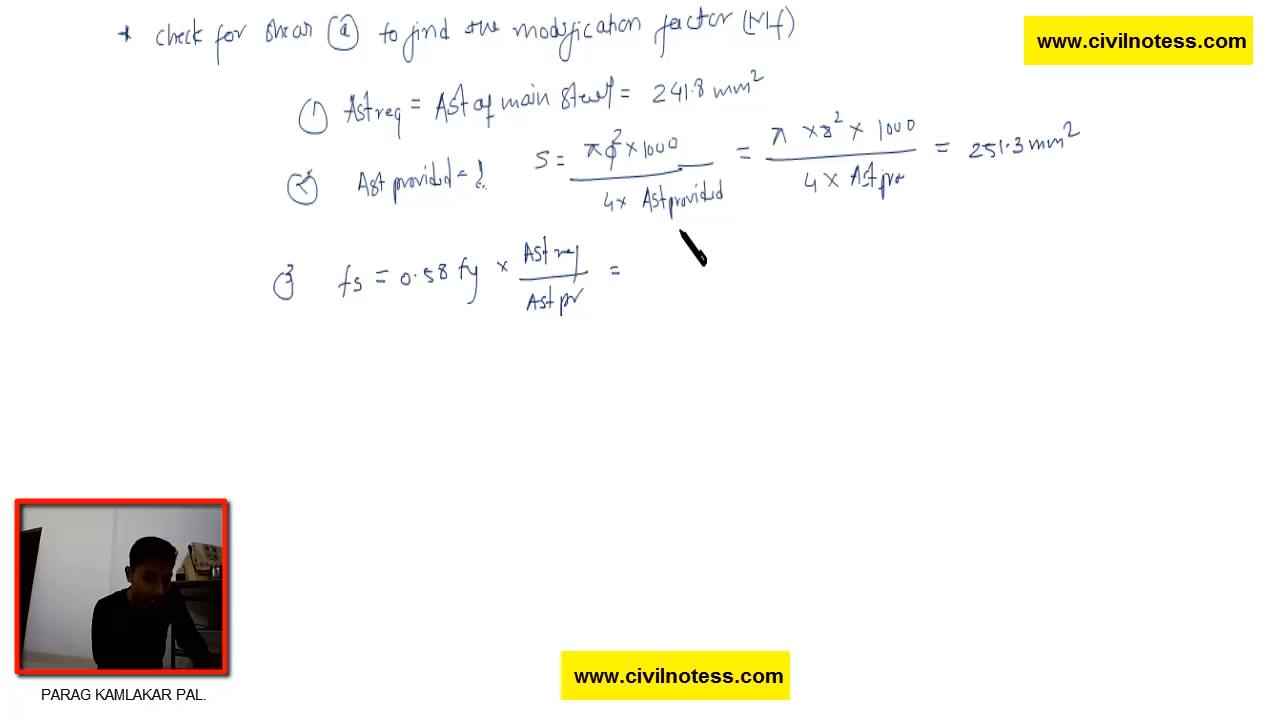 * check for shear ⓐ to find the modification factor (Mf)
www.civilnotess.com
① Ast req = Ast of main steel = 241.8 mm²
② Ast provided = ? S = πφ² × 1000 / 4 × Ast provided = π × 8² × 1000 / 4 × Ast pro = 251.3 mm²
③ fs = 0.58 fy × Ast req / Ast pr =
www.civilnotess.com
PARAG KAMLAKAR PAL.